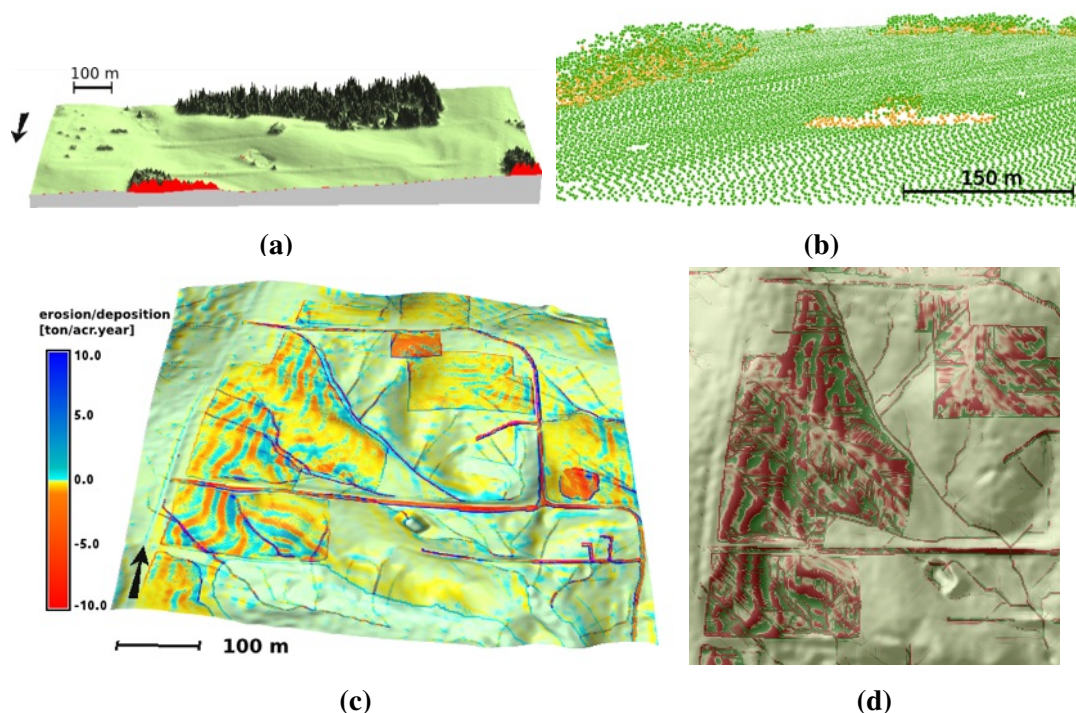 100 m
150 m
(a)
(b)
erosion/deposition
[ton/acr.year]
10.0
5.0
0.0
-5.0
-10.0
100 m
(c)
(d)